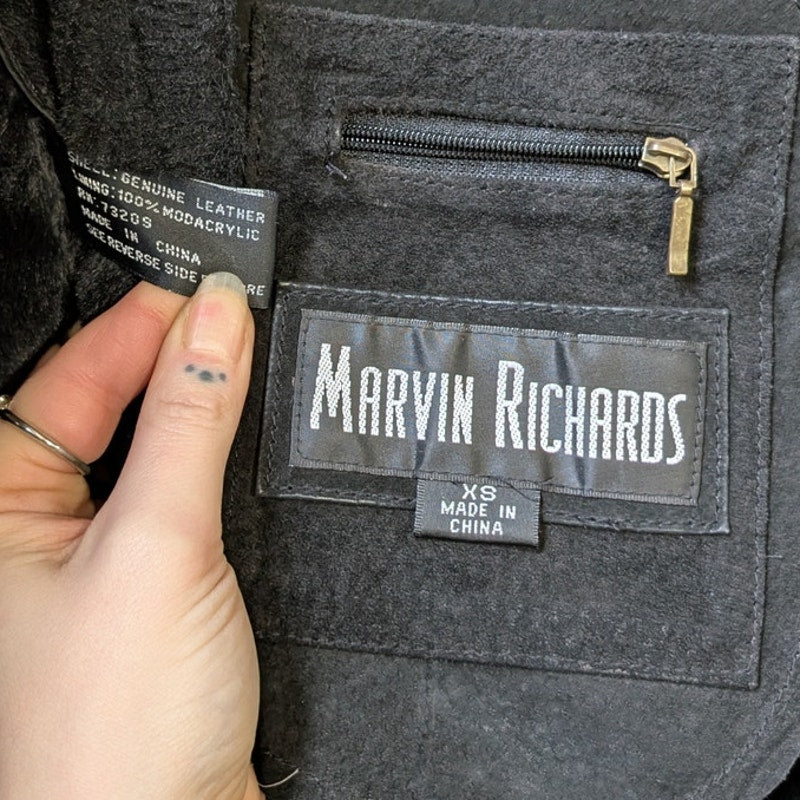 SHELL: GENUINE LEATHER
LINING: 100% MODACRYLIC
RN: 73209
MADE IN CHINA
SEE REVERSE SIDE
MARVIN RICHARDS
XS
MADE IN
CHINA